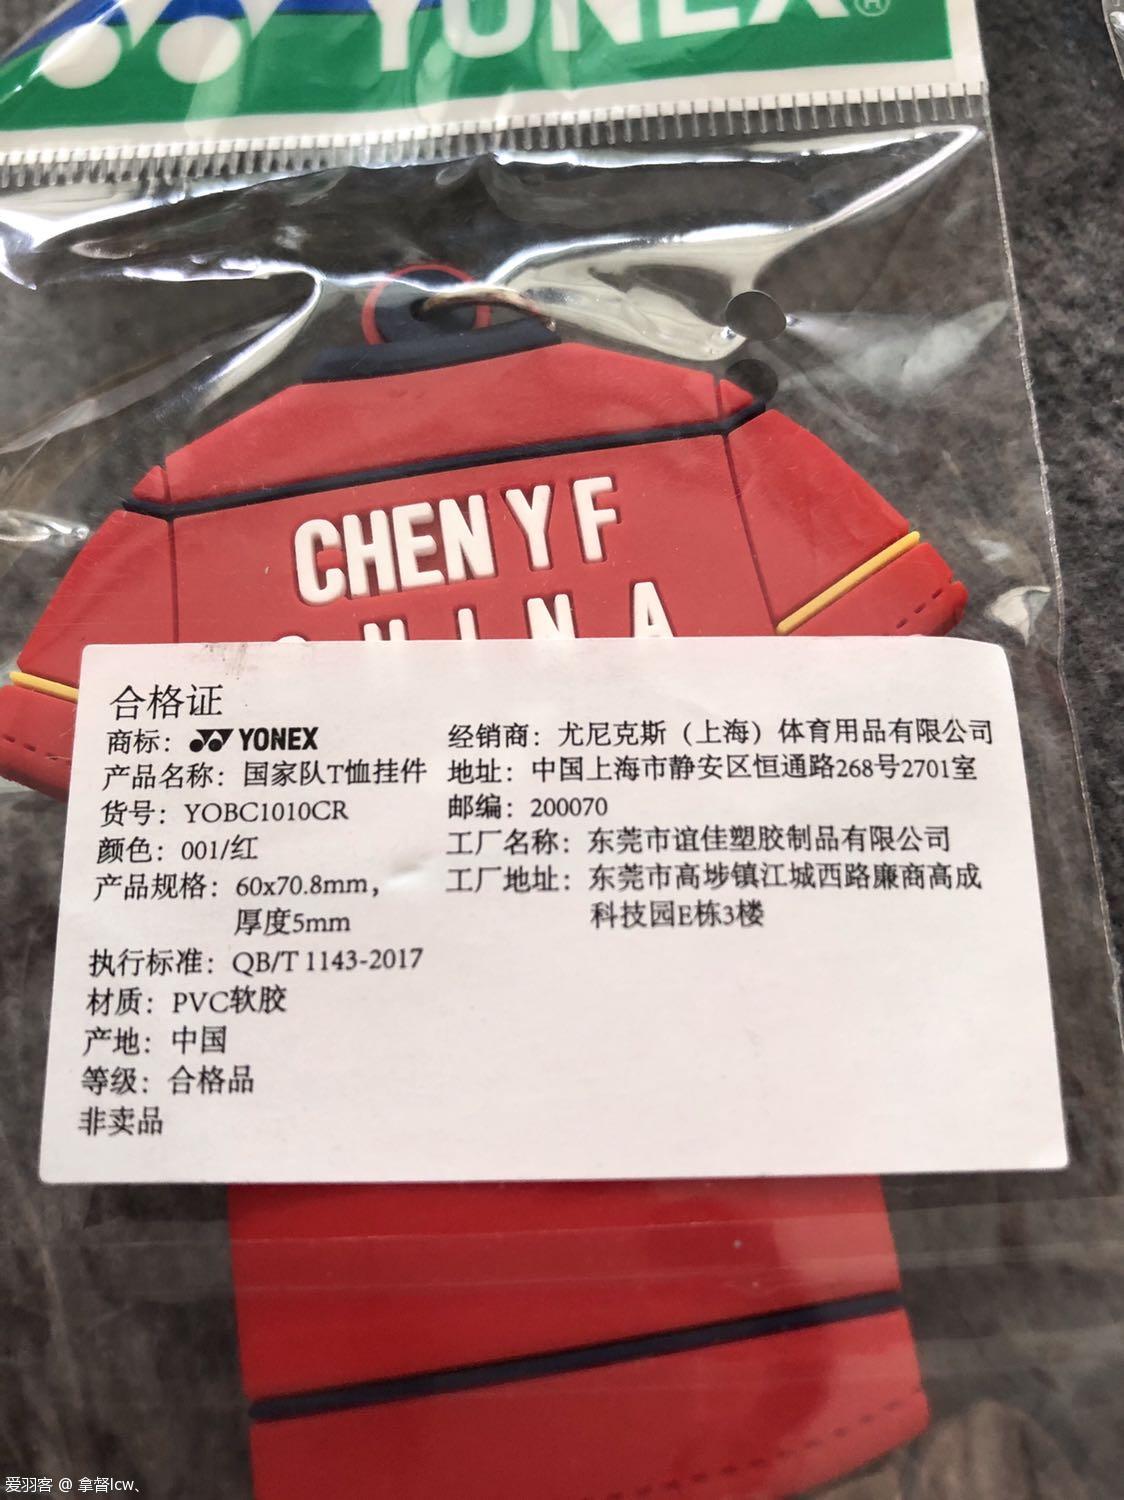 YONEX®
CHEN Y F
CHINA
合格证
商标：YONEX
产品名称：国家队T恤挂件
货号：YOBC1010CR
颜色：001/红
产品规格：60x70.8mm，
厚度5mm
执行标准：QB/T 1143-2017
材质：PVC软胶
产地：中国
等级：合格品
非卖品
经销商：尤尼克斯（上海）体育用品有限公司
地址：中国上海市静安区恒通路268号2701室
邮编：200070
工厂名称：东莞市谊佳塑胶制品有限公司
工厂地址：东莞市高埗镇江城西路廉商高成
科技园E栋3楼
爱羽客 @ 拿督lcw、